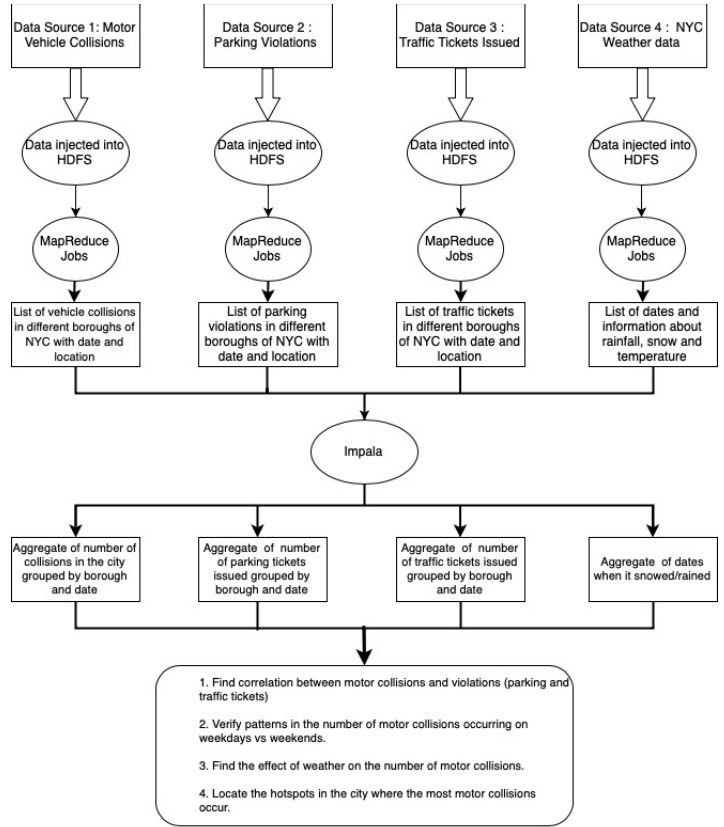 Data Source 1: Motor
Vehicle Collisions
Data Source 2 :
Parking Violations
Data Source 3 :
Traffic Tickets Issued
Data Source 4 : NYC
Weather data
Data injected into
HDFS
Data injected into
HDFS
Data injected into
HDFS
Data injected into
HDFS
MapReduce
Jobs
MapReduce
Jobs
MapReduce
Jobs
MapReduce
Jobs
List of vehicle collisions
in different boroughs of
NYC with date and
location
List of parking
violations in different
boroughs of NYC with
date and location
List of traffic tickets
in different boroughs
of NYC with date and
location
List of dates and
information about
rainfall, snow and
temperature
Impala
Aggregate of number of
collisions in the city
grouped by borough
and date
Aggregate of number
of parking tickets
issued grouped by
borough and date
Aggregate of number
of traffic tickets issued
grouped by borough
and date
Aggregate of dates
when it snowed/rained
1. Find correlation between motor collisions and violations (parking and
traffic tickets)
2. Verify patterns in the number of motor collisions occurring on
weekdays vs weekends.
3. Find the effect of weather on the number of motor collisions.
4. Locate the hotspots in the city where the most motor collisions
occur.